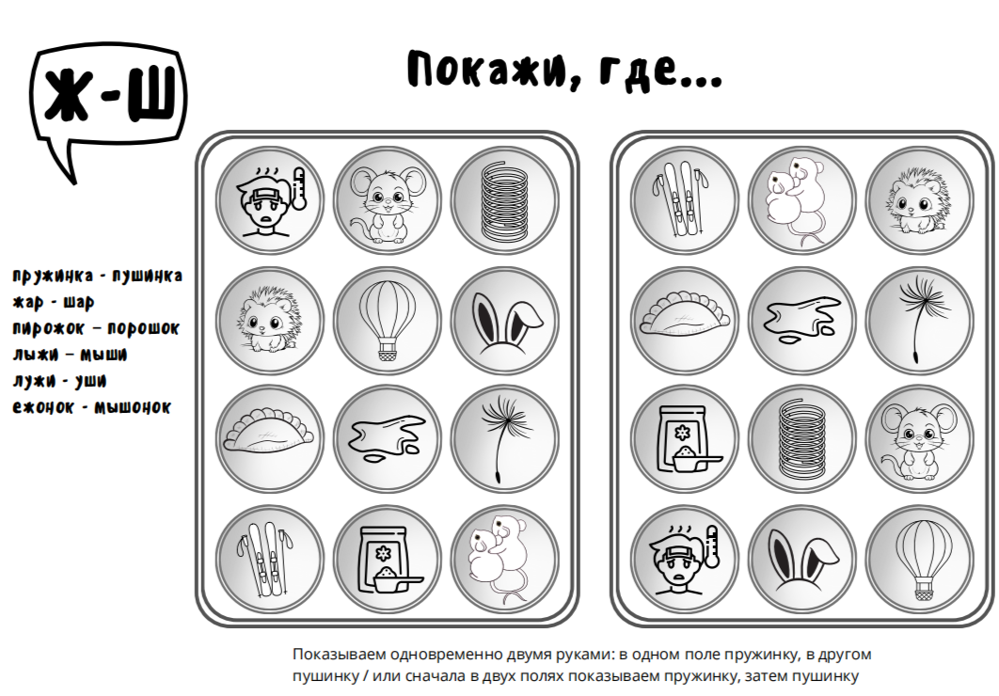 Ж - Ш
Покажи, где...
пружинка - пушинка
жар - шар
пирожок – порошок
лыжи – мыши
лужи - уши
ежонок - мышонок
Показываем одновременно двумя руками: в одном поле пружинку, в другом
пушинку / или сначала в двух полях показываем пружинку, затем пушинку